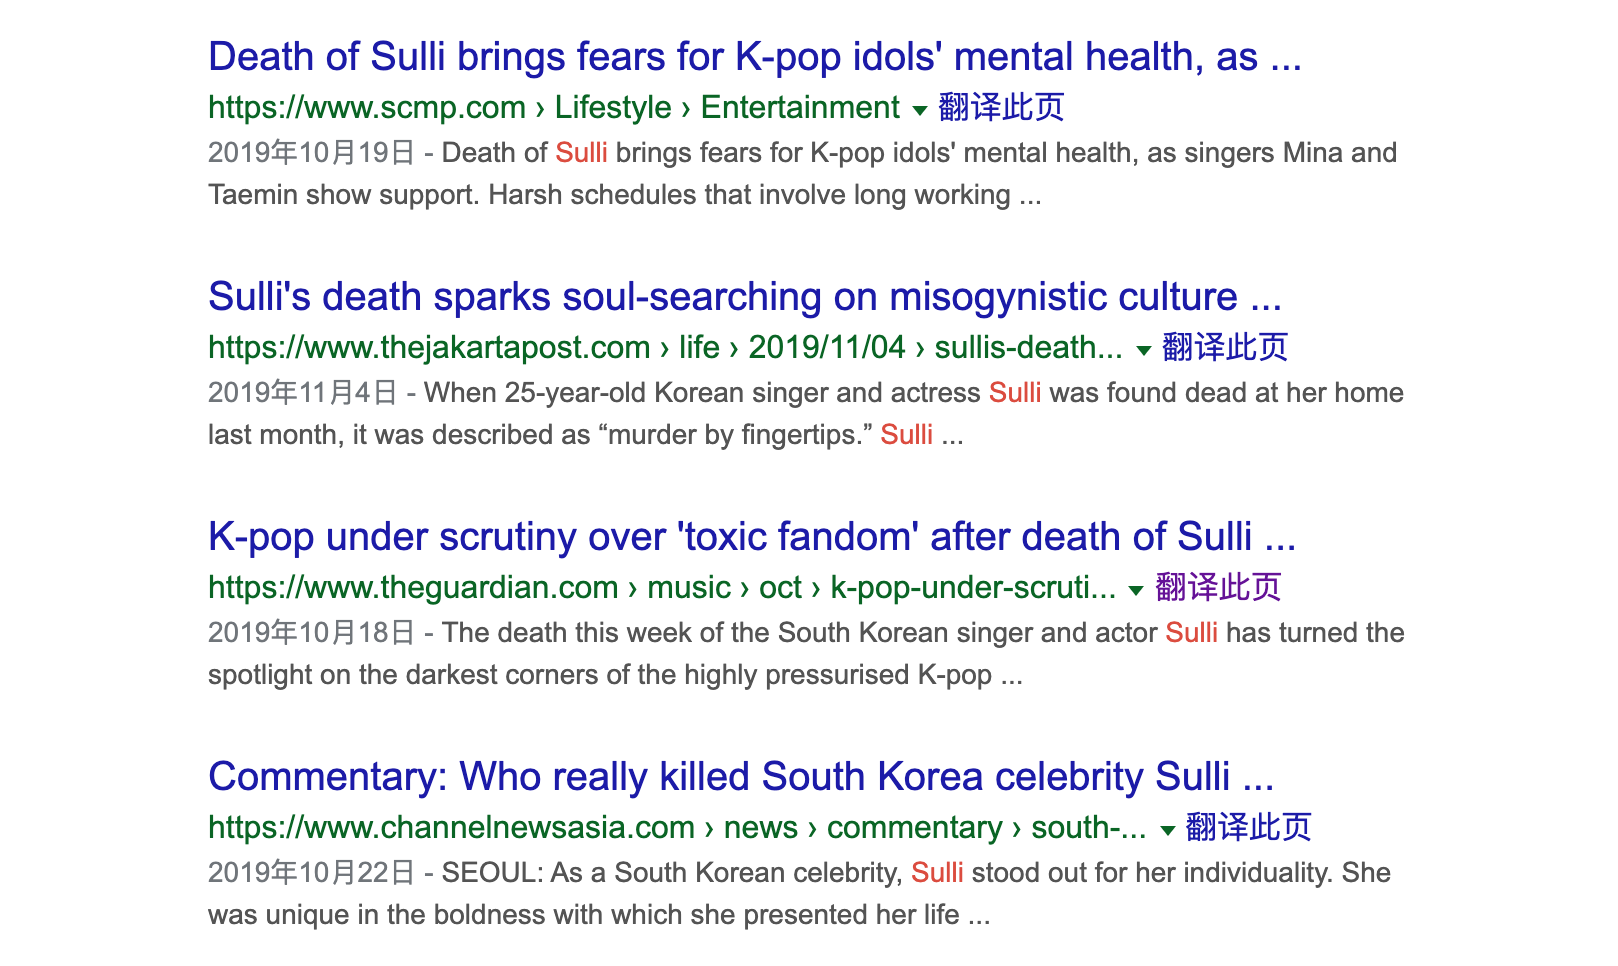 Death of Sulli brings fears for K-pop idols' mental health, as ...
https://www.scmp.com › Lifestyle › Entertainment ▾ 翻译此页
2019年10月19日 - Death of Sulli brings fears for K-pop idols' mental health, as singers Mina and
Taemin show support. Harsh schedules that involve long working ...
Sulli's death sparks soul-searching on misogynistic culture ...
https://www.thejakartapost.com › life › 2019/11/04 › sullis-death... ▾ 翻译此页
2019年11月4日 - When 25-year-old Korean singer and actress Sulli was found dead at her home
last month, it was described as “murder by fingertips.” Sulli ...
K-pop under scrutiny over 'toxic fandom' after death of Sulli ...
https://www.theguardian.com › music › oct › k-pop-under-scruti... ▾ 翻译此页
2019年10月18日 - The death this week of the South Korean singer and actor Sulli has turned the
spotlight on the darkest corners of the highly pressurised K-pop ...
Commentary: Who really killed South Korea celebrity Sulli ...
https://www.channelnewsasia.com › news › commentary › south-... ▾ 翻译此页
2019年10月22日 - SEOUL: As a South Korean celebrity, Sulli stood out for her individuality. She
was unique in the boldness with which she presented her life ...